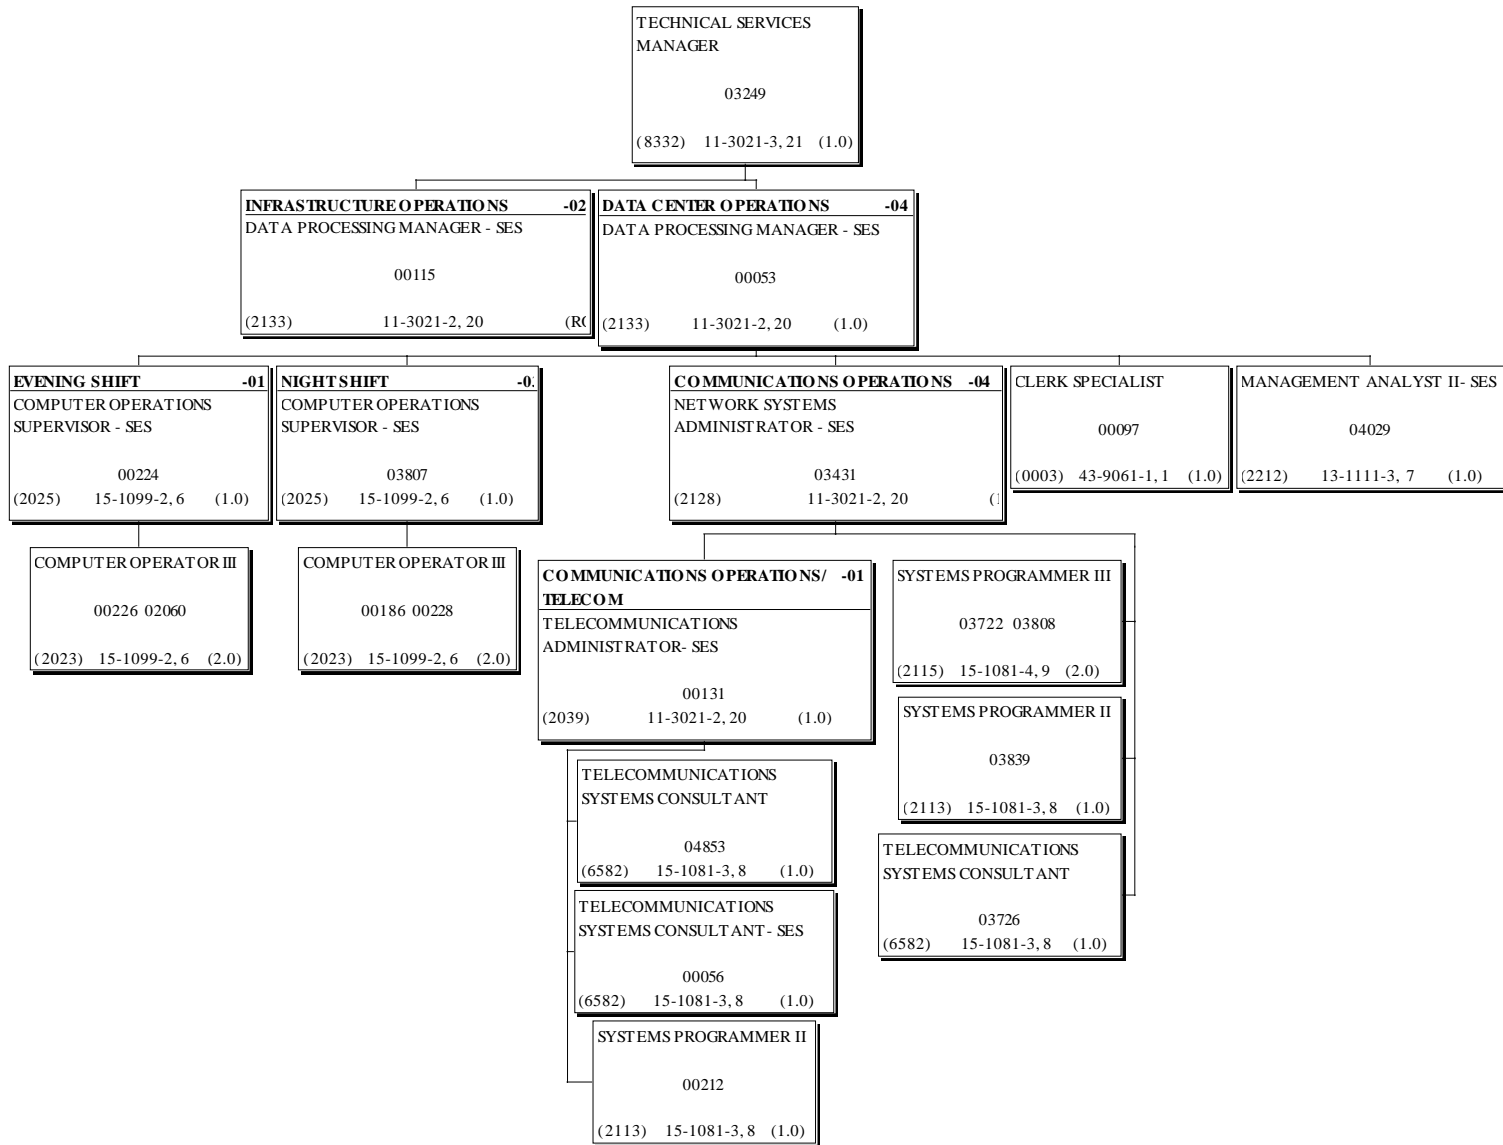 TECHNICAL SERVICES
MANAGER
03249
(8332) 11-3021-3, 21 (1.0)
INFRASTRUCTURE OPERATIONS -02
DATA PROCESSING MANAGER - SES
00115
(2133) 11-3021-2, 20
DATA CENTER OPERATIONS -04
DATA PROCESSING MANAGER - SES
00053
(2133) 11-3021-2, 20 (1.0)
EVENING SHIFT -01
COMPUTER OPERATIONS
SUPERVISOR - SES
00224
(2025) 15-1099-2, 6 (1.0)
NIGHT SHIFT
COMPUTER OPERATIONS
SUPERVISOR - SES
03807
(2025) 15-1099-2, 6 (1.0)
COMMUNICATIONS OPERATIONS -04
NETWORK SYSTEMS
ADMINISTRATOR - SES
03431
(2128) 11-3021-2, 20
CLERK SPECIALIST
00097
(0003) 43-9061-1, 1 (1.0)
MANAGEMENT ANALYST II- SES
04029
(2212) 13-1111-3, 7 (1.0)
COMPUTER OPERATOR III
00226 02060
(2023) 15-1099-2, 6 (2.0)
COMPUTER OPERATOR III
00186 00228
(2023) 15-1099-2, 6 (2.0)
COMMUNICATIONS OPERATIONS/ -01
TELECOM
TELECOMMUNICATIONS
ADMINISTRATOR- SES
00131
(2039) 11-3021-2, 20 (1.0)
SYSTEMS PROGRAMMER III
03722 03808
(2115) 15-1081-4, 9 (2.0)
SYSTEMS PROGRAMMER II
03839
(2113) 15-1081-3, 8 (1.0)
TELECOMMUNICATIONS
SYSTEMS CONSULTANT
03726
(6582) 15-1081-3, 8 (1.0)
TELECOMMUNICATIONS
SYSTEMS CONSULTANT
04853
(6582) 15-1081-3, 8 (1.0)
TELECOMMUNICATIONS
SYSTEMS CONSULTANT - SES
00056
(6582) 15-1081-3, 8 (1.0)
SYSTEMS PROGRAMMER II
00212
(2113) 15-1081-3, 8 (1.0)